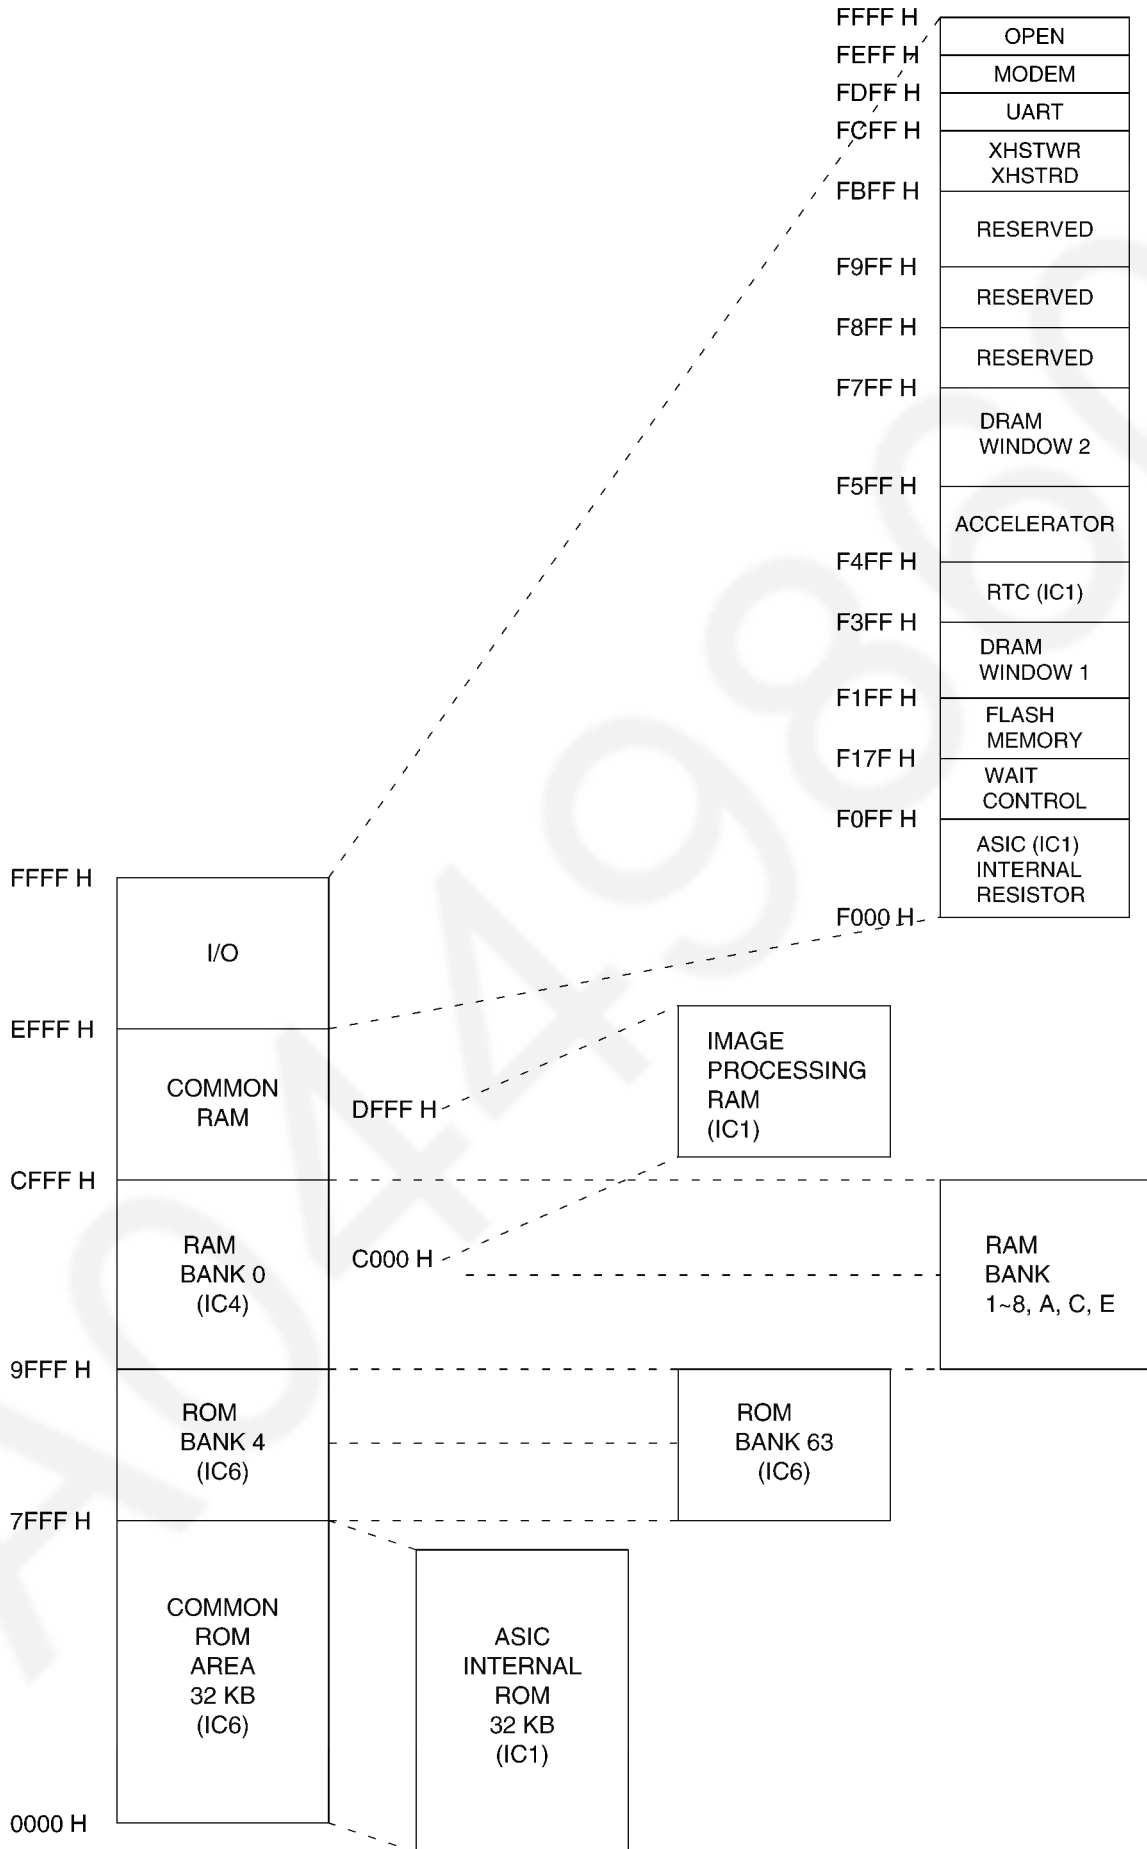 FFFF H
OPEN
FEFF H
MODEM
FDFF H
UART
FCFF H
XHSTWR
XHSTRD
FBFF H
RESERVED
F9FF H
RESERVED
F8FF H
RESERVED
F7FF H
DRAM
WINDOW 2
F5FF H
ACCELERATOR
F4FF H
RTC (IC1)
F3FF H
DRAM
WINDOW 1
F1FF H
FLASH
MEMORY
F17F H
WAIT
CONTROL
F0FF H
ASIC (IC1)
INTERNAL
RESISTOR
F000 H
FFFF H
I/O
EFFF H
COMMON
RAM
DFFF H
IMAGE
PROCESSING
RAM
(IC1)
CFFF H
RAM
BANK 0
(IC4)
C000 H
RAM
BANK
1~8, A, C, E
9FFF H
ROM
BANK 4
(IC6)
ROM
BANK 63
(IC6)
7FFF H
COMMON
ROM
AREA
32 KB
(IC6)
ASIC
INTERNAL
ROM
32 KB
(IC1)
0000 H